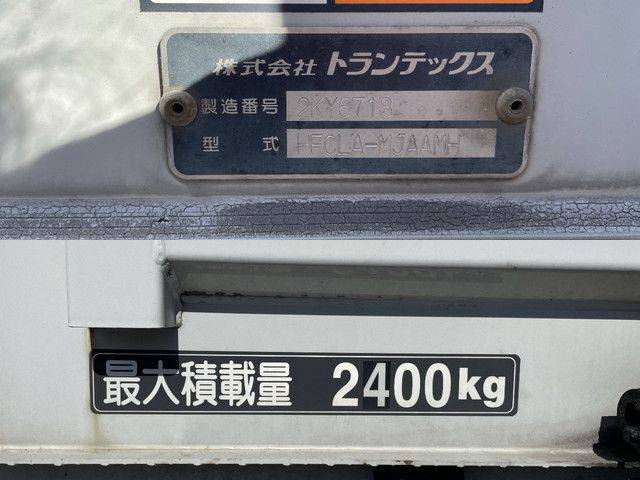 株式会社 トランテックス
製造番号 2KY6718
型式 HFCLA-MJAAMH
最大積載量 2400kg